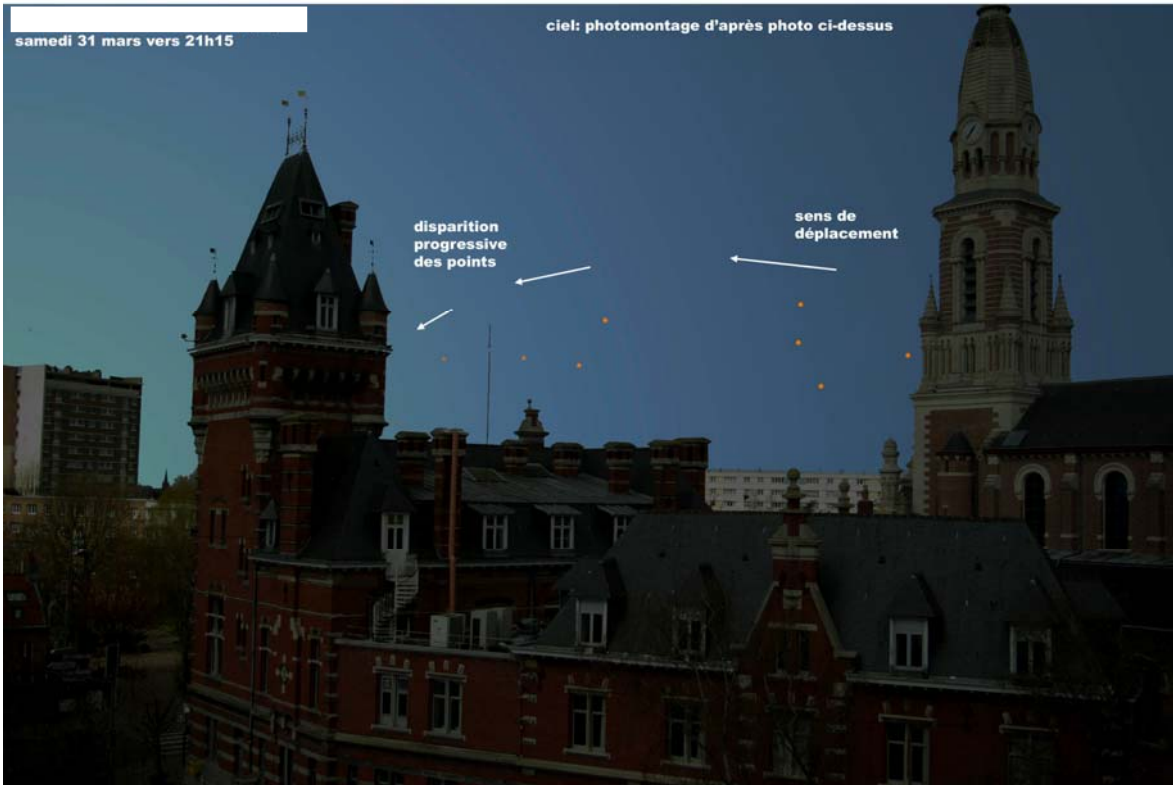 samedi 31 mars vers 21h15
ciel: photomontage d'après photo ci-dessus
disparition
progressive
des points
sens de
déplacement